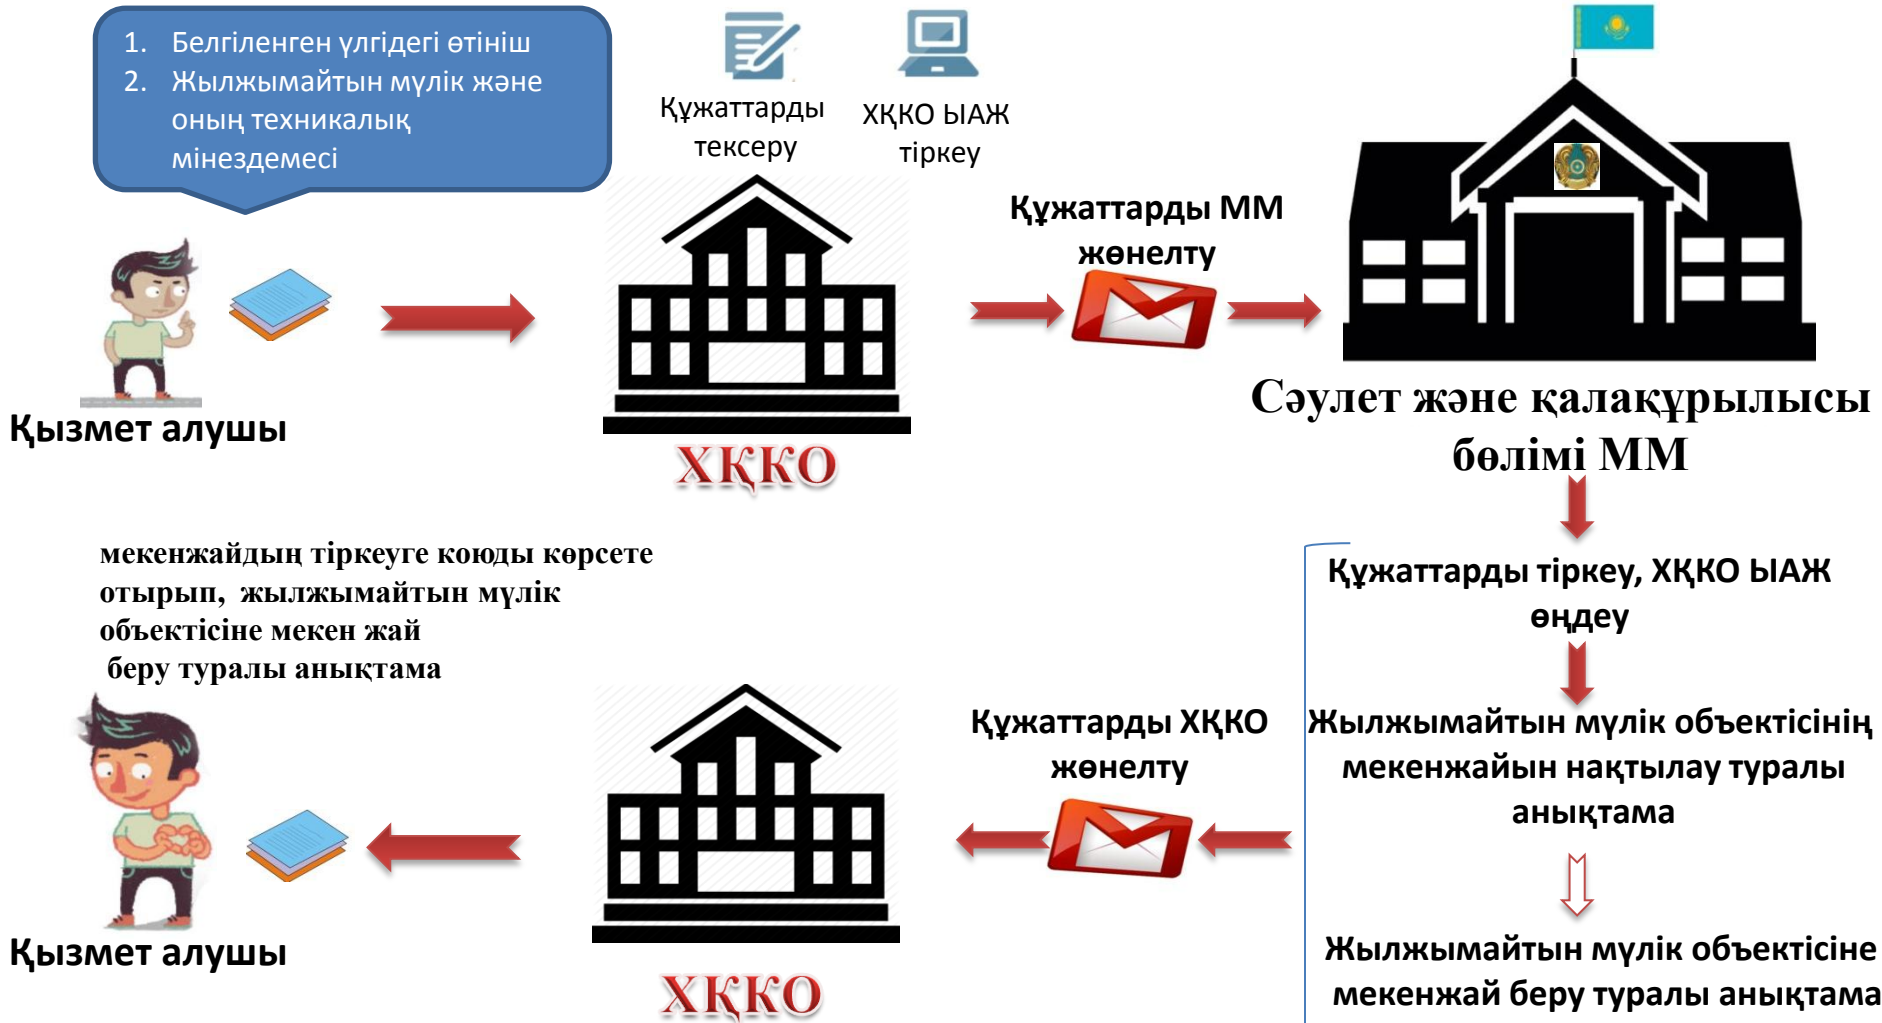 1. Белгіленген үлгідегі өтініш
2. Жылжымайтын мүлік және
оның техникалық
мінездемесі
Құжаттарды
тексеру
ХҚКО ЫАЖ
тіркеу
Құжаттарды ММ
жөнелту
Қызмет алушы
ХҚКО
Сәулет және қалақұрылысы
бөлімі ММ
Құжаттарды тіркеу, ХҚКО ЫАЖ
өңдеу
Жылжымайтын мүлік объектісінің
мекенжайын нақтылау туралы
анықтама
Жылжымайтын мүлік объектісіне
мекенжай беру туралы анықтама
Құжаттарды ХҚКО
жөнелту
ХҚКО
мекенжайдың тіркеуге коюды көрсете
отырып, жылжымайтын мүлік
объектісіне мекен жай
беру туралы анықтама
Қызмет алушы